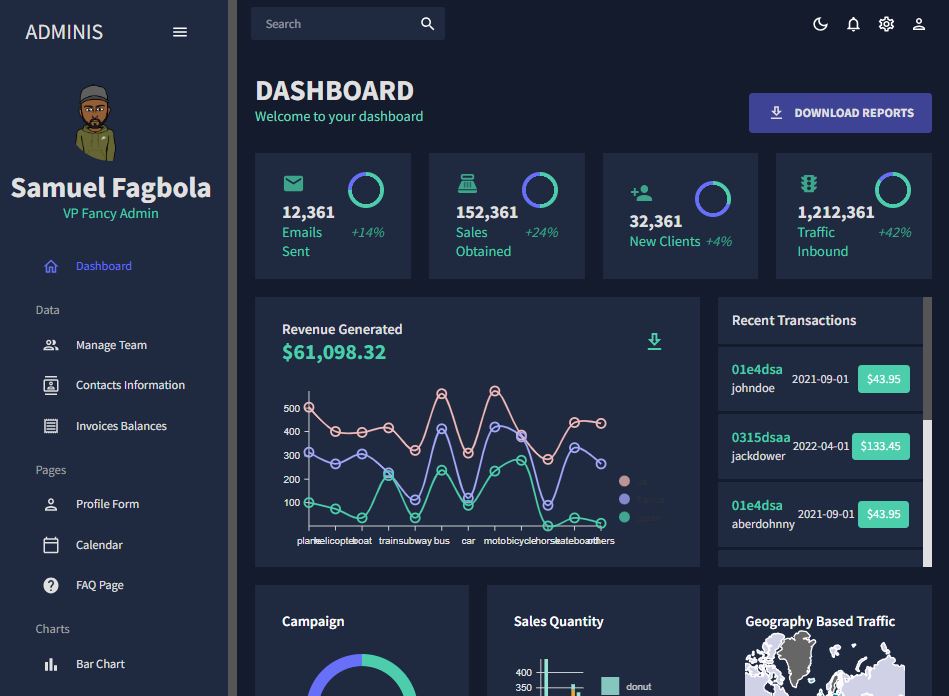 ADMINIS
Samuel Fagbola
VP Fancy Admin
Dashboard
Data
Manage Team
Contacts Information
Invoices Balances
Pages
Profile Form
Calendar
FAQ Page
Charts
Bar Chart
Search
DASHBOARD
Welcome to your dashboard
DOWNLOAD REPORTS
12,361
Emails
Sent
+14%
152,361
Sales
Obtained
+24%
32,361
New Clients
+4%
1,212,361
Traffic
Inbound
+42%
Revenue Generated
$61,098.32
500
400
300
200
100
plane helicopter boat train subway bus car moto bicycle horse skateboard others
Recent Transactions
01e4dsa
johndoe
2021-09-01
$43.95
0315dsaa
jackdower
2022-04-01
$133.45
01e4dsa
aberdohnny
2021-09-01
$43.95
Campaign
Sales Quantity
400
350
donut
Geography Based Traffic